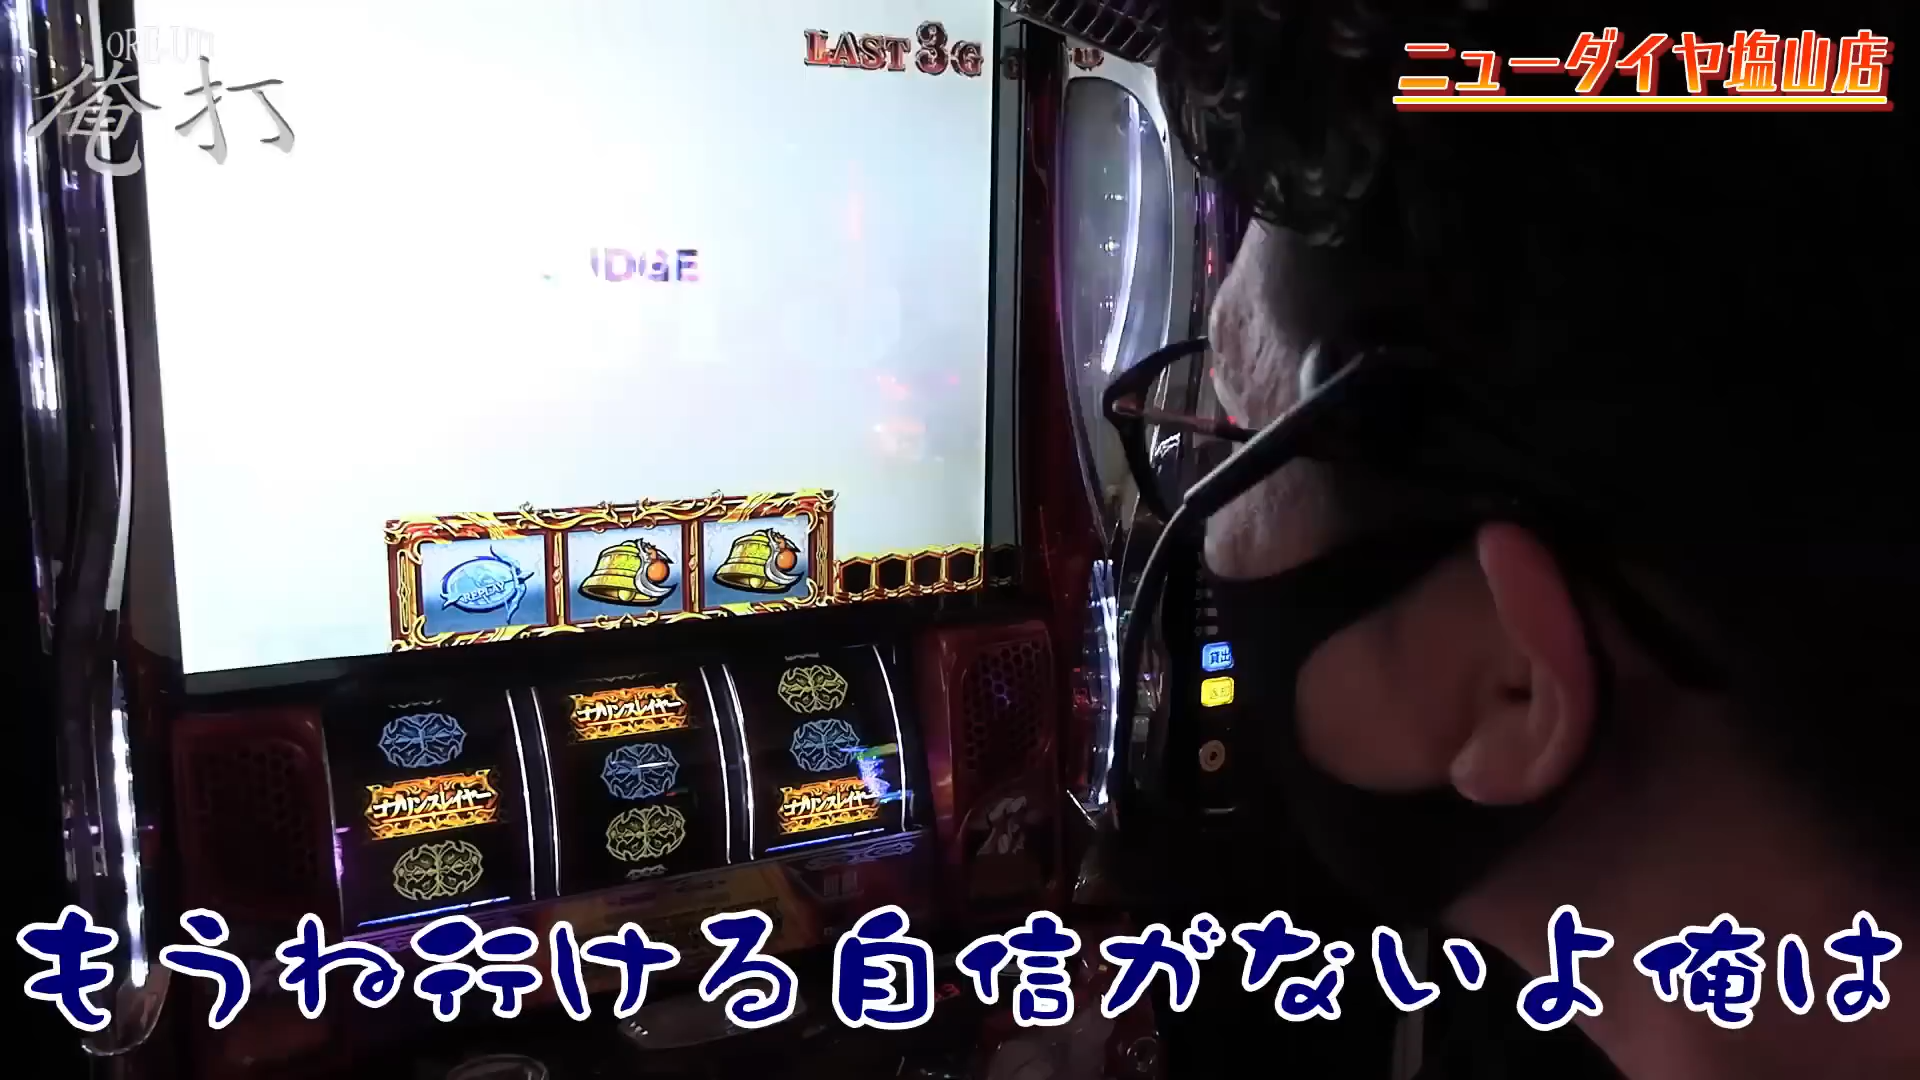 ORE-UTI
俺打
LAST 3G
ニューダイヤ塩山店
JUDGE
REPLAY
ゴブリンスレイヤー
ゴブリンスレイヤー
ゴブリンスレイヤー
もうね行ける自信がないよ俺は